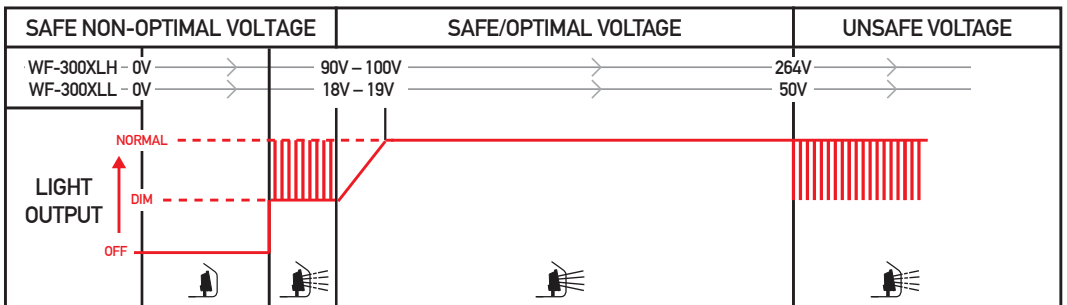 SAFE NON-OPTIMAL VOLTAGE
SAFE/OPTIMAL VOLTAGE
UNSAFE VOLTAGE
WF-300XLH 0V 90V – 100V 264V
WF-300XLL 0V 18V – 19V 50V
NORMAL
LIGHT OUTPUT
DIM
OFF